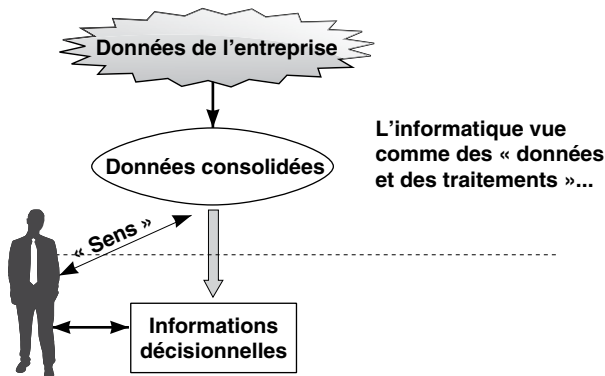 Données de l'entreprise
L'informatique vue
comme des « données
et des traitements »...
Données consolidées
« Sens »
Informations
décisionnelles